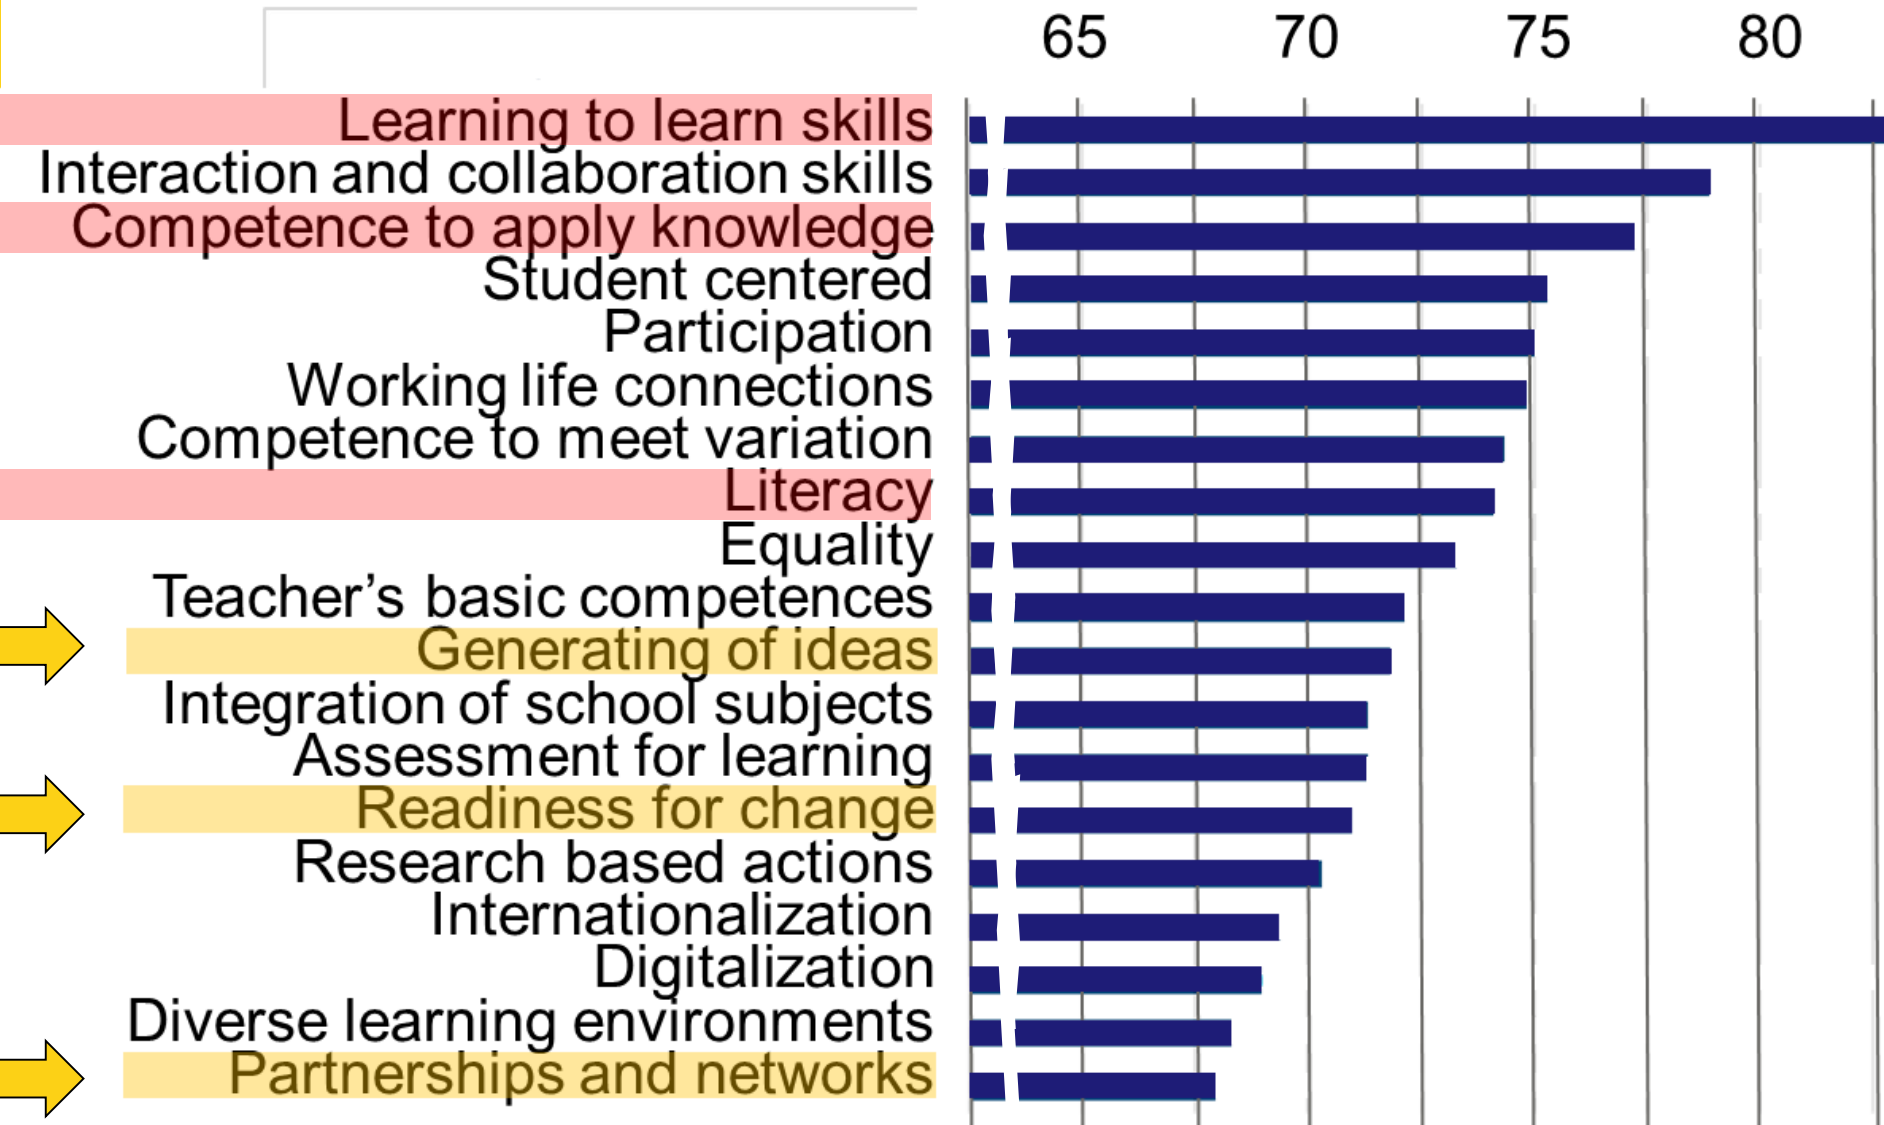 65 70 75 80
Learning to learn skills
Interaction and collaboration skills
Competence to apply knowledge
Student centered
Participation
Working life connections
Competence to meet variation
Literacy
Equality
Teacher’s basic competences
Generating of ideas
Integration of school subjects
Assessment for learning
Readiness for change
Research based actions
Internationalization
Digitalization
Diverse learning environments
Partnerships and networks